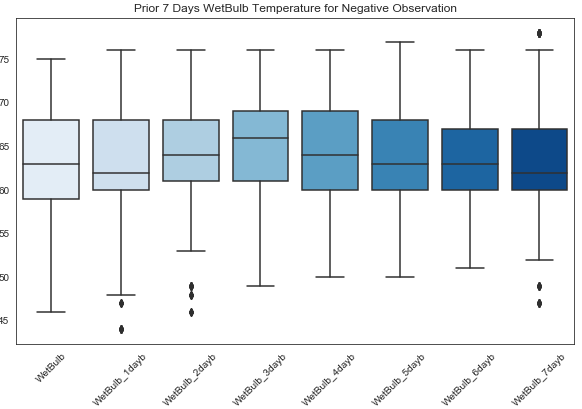 Prior 7 Days WetBulb Temperature for Negative Observation
75
70
65
60
55
50
45
WetBulb
WetBulb_1dayb
WetBulb_2dayb
WetBulb_3dayb
WetBulb_4dayb
WetBulb_5dayb
WetBulb_6dayb
WetBulb_7dayb